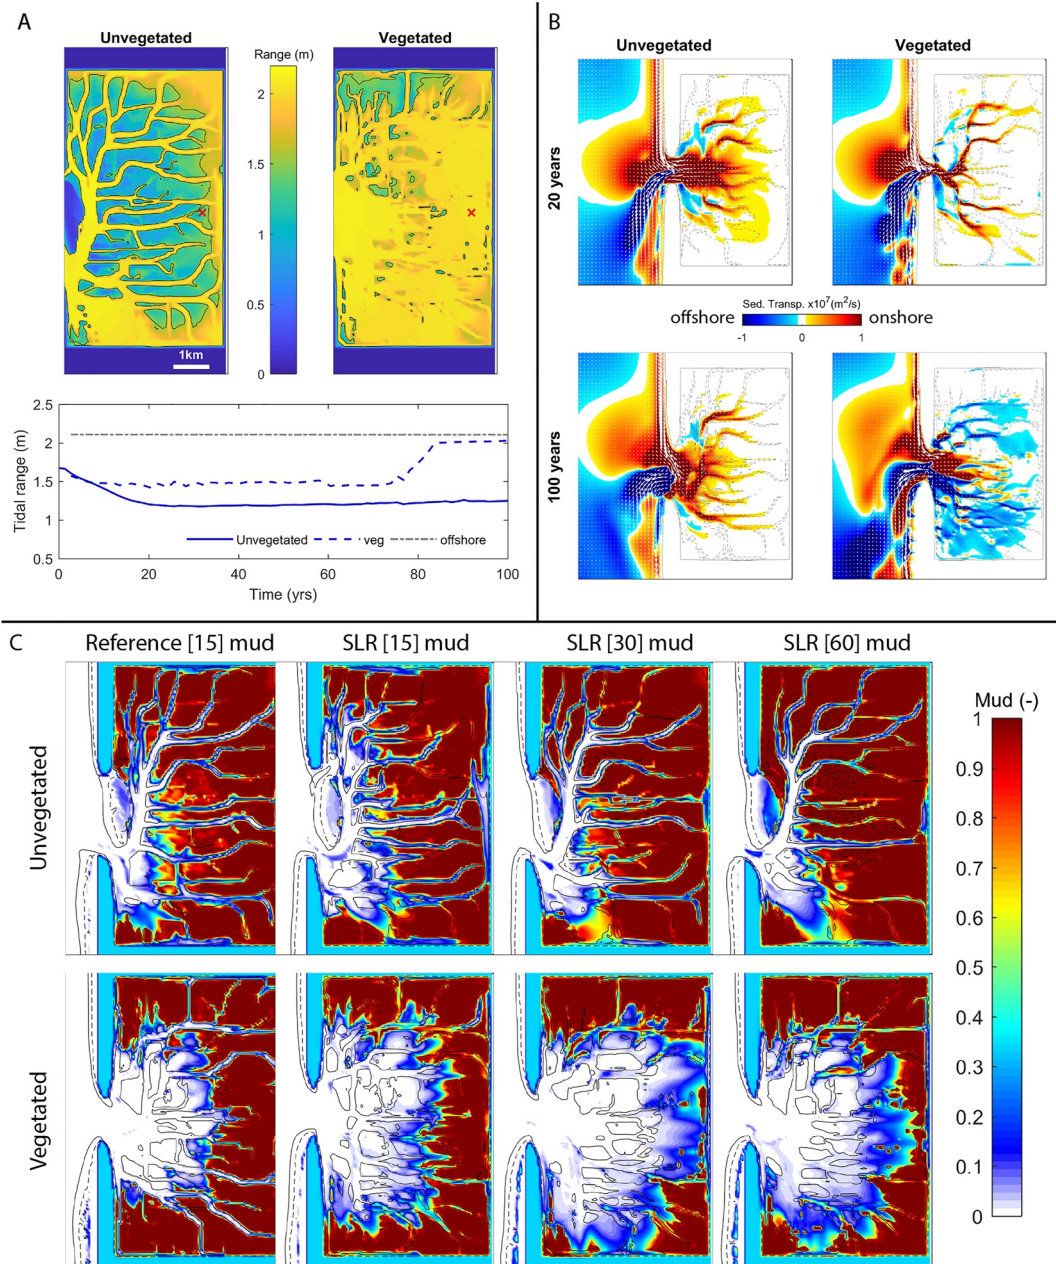 A
Unvegetated
Vegetated
Range (m)
2
1.5
1
0.5
0
1km
2.5
2
1.5
1
0.5
Tidal range (m)
Unvegetated
veg
offshore
0
20
40
60
80
100
Time (yrs)
B
Unvegetated
Vegetated
20 years
Sed. Transp. x10⁷(m²/s)
offshore
onshore
-1
0
1
100 years
C
Reference [15] mud
SLR [15] mud
SLR [30] mud
SLR [60] mud
Unvegetated
Vegetated
Mud (-)
1
0.9
0.8
0.7
0.6
0.5
0.4
0.3
0.2
0.1
0